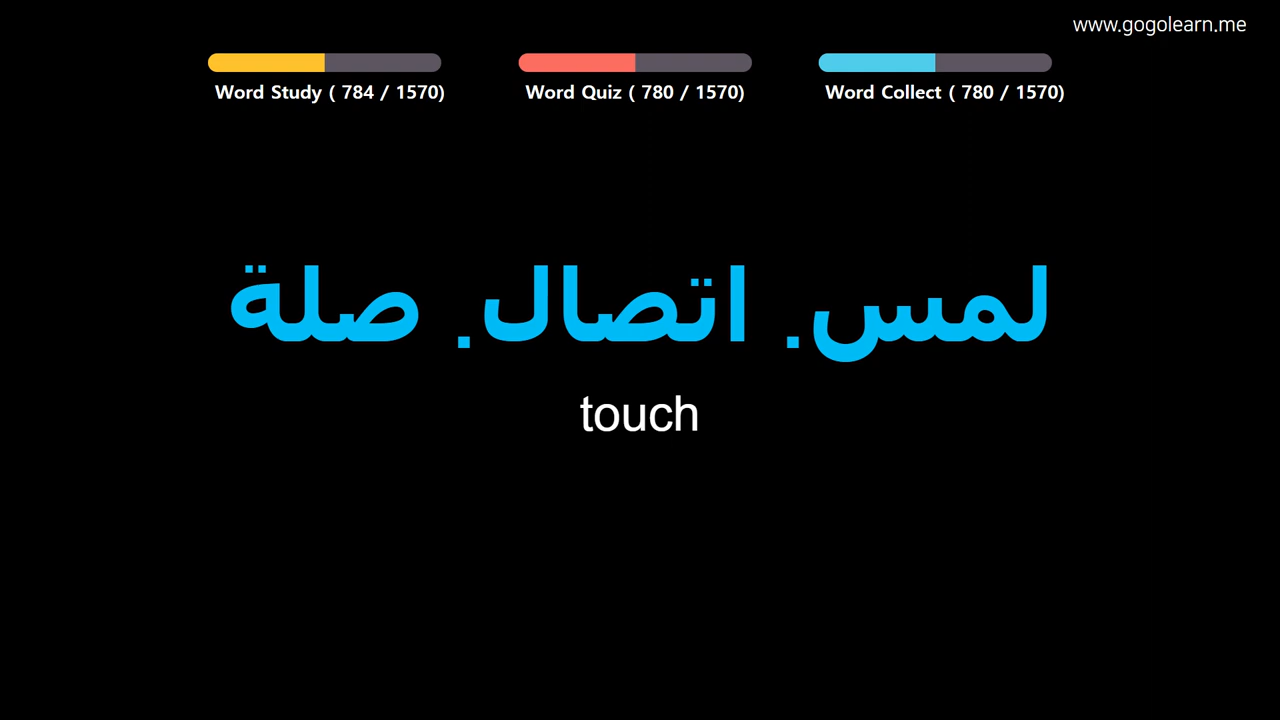 www.gogolearn.me
Word Study ( 784 / 1570)
Word Quiz ( 780 / 1570)
Word Collect ( 780 / 1570)
لمس. اتصال. صلة
touch